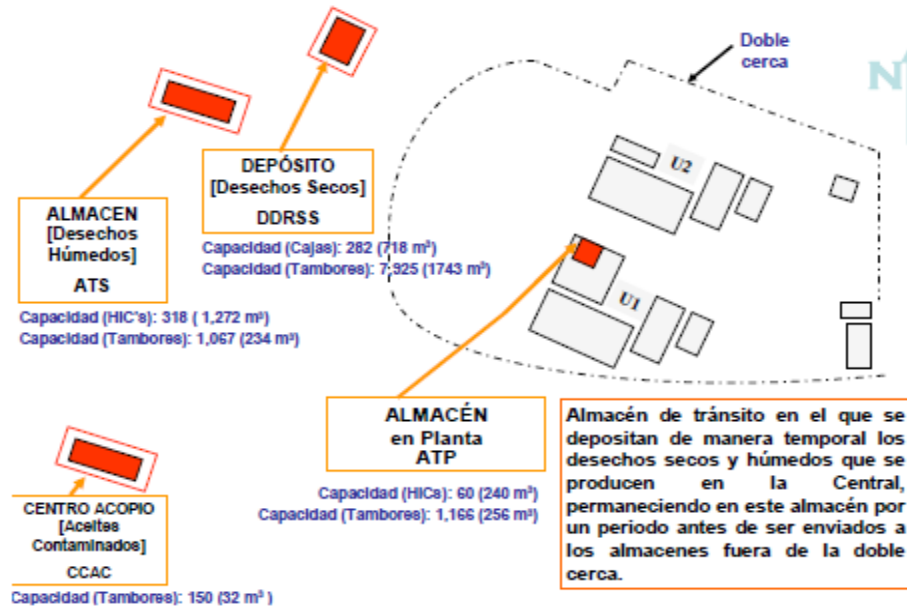 Doble
cerca
N
U2
U1
DEPÓSITO
[Desechos Secos]
DDRSS
Capacidad (Cajas): 282 (718 m³)
Capacidad (Tambores): 7,925 (1743 m³)
ALMACEN
[Desechos
Húmedos]
ATS
Capacidad (HIC's): 318 ( 1,272 m³)
Capacidad (Tambores): 1,067 (234 m³)
ALMACÉN
en Planta
ATP
Capacidad (HICs): 60 (240 m³)
Capacidad (Tambores): 1,166 (256 m³)
Almacén de tránsito en el que se
depositan de manera temporal los
desechos secos y húmedos que se
producen en la Central,
permaneciendo en este almacén por
un periodo antes de ser enviados a
los almacenes fuera de la doble
cerca.
CENTRO ACOPIO
[Aceites
Contaminados]
CCAC
Capacidad (Tambores): 150 (32 m³ )